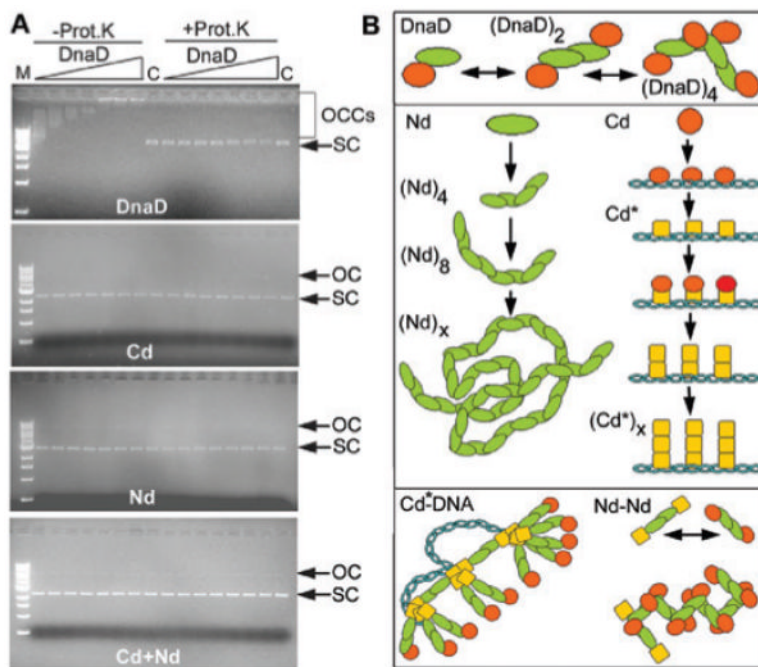 A
-Prot.K +Prot.K
DnaD DnaD
M C C
OCCs
SC
DnaD
OC
SC
Cd
OC
SC
Nd
OC
SC
Cd+Nd
B
DnaD (DnaD)2
(DnaD)4
Nd Cd
(Nd)4
Cd*
(Nd)8
(Nd)x
(Cd*)x
Cd*-DNA Nd-Nd